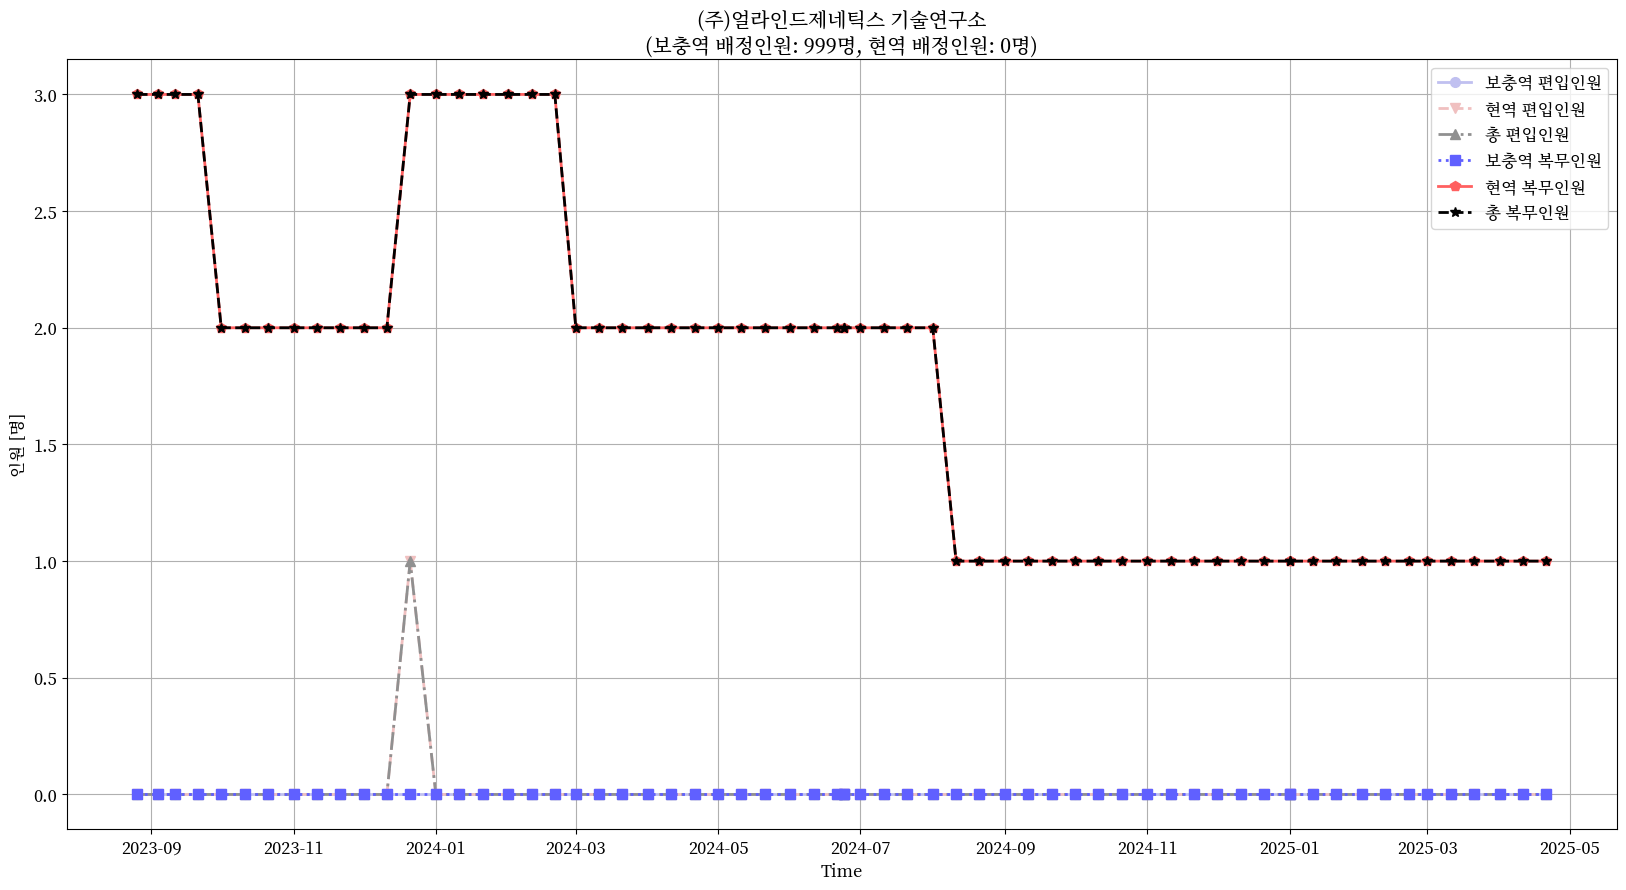 (주)얼라인드제네틱스 기술연구소
(보충역 배정인원: 999명, 현역 배정인원: 0명)
보충역 편입인원
현역 편입인원
총 편입인원
보충역 복무인원
현역 복무인원
총 복무인원
인원 [명]
3.0
2.5
2.0
1.5
1.0
0.5
0.0
2023-09
2023-11
2024-01
2024-03
2024-05
2024-07
2024-09
2024-11
2025-01
2025-03
2025-05
Time